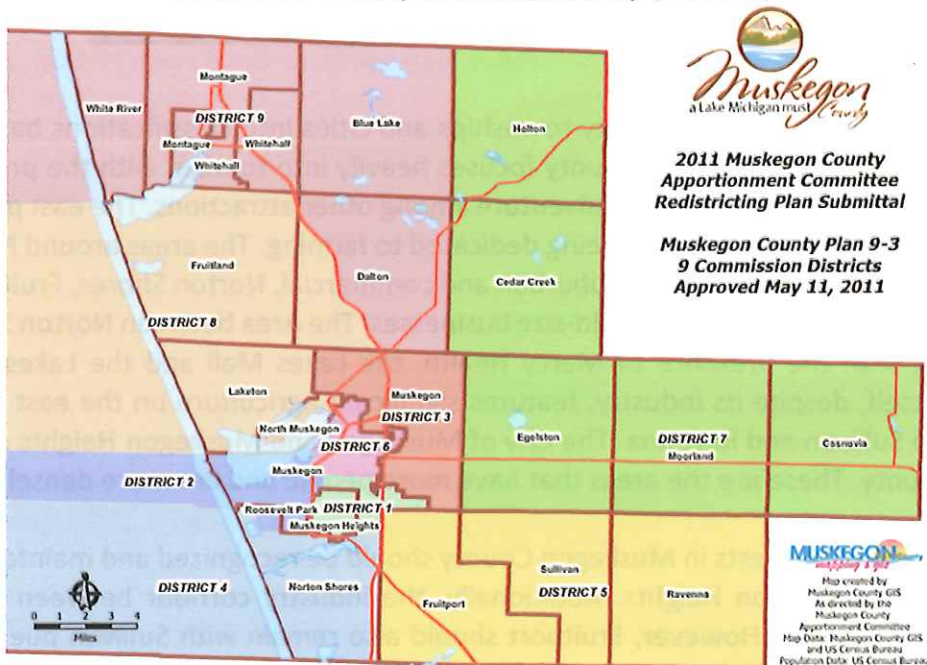 Muskegon
County
a Lake Michigan must
2011 Muskegon County
Apportionment Committee
Redistricting Plan Submittal
Muskegon County Plan 9-3
9 Commission Districts
Approved May 11, 2011
Montague
White River
DISTRICT 9
Blue Lake
Holton
Montague
Whitehall
Whitehall
Fruitland
Dalton
Cedar Creek
DISTRICT 8
Laketon
Muskegon
North Muskegon
DISTRICT 3
Egelston
DISTRICT 7
Casnovia
DISTRICT 6
Moorland
Muskegon
DISTRICT 2
Roosevelt Park
DISTRICT 1
Muskegon Heights
DISTRICT 4
Norton Shores
Sullivan
DISTRICT 5
Ravenna
Fruitport
0 1 2 3 4
Miles
MUSKEGON
mapping & gis
Map created by
Muskegon County GIS
As directed by the
Muskegon County
Apportionment Committee
Map Data: Muskegon County GIS
and US Census Bureau
Population Data: US Census Bureau